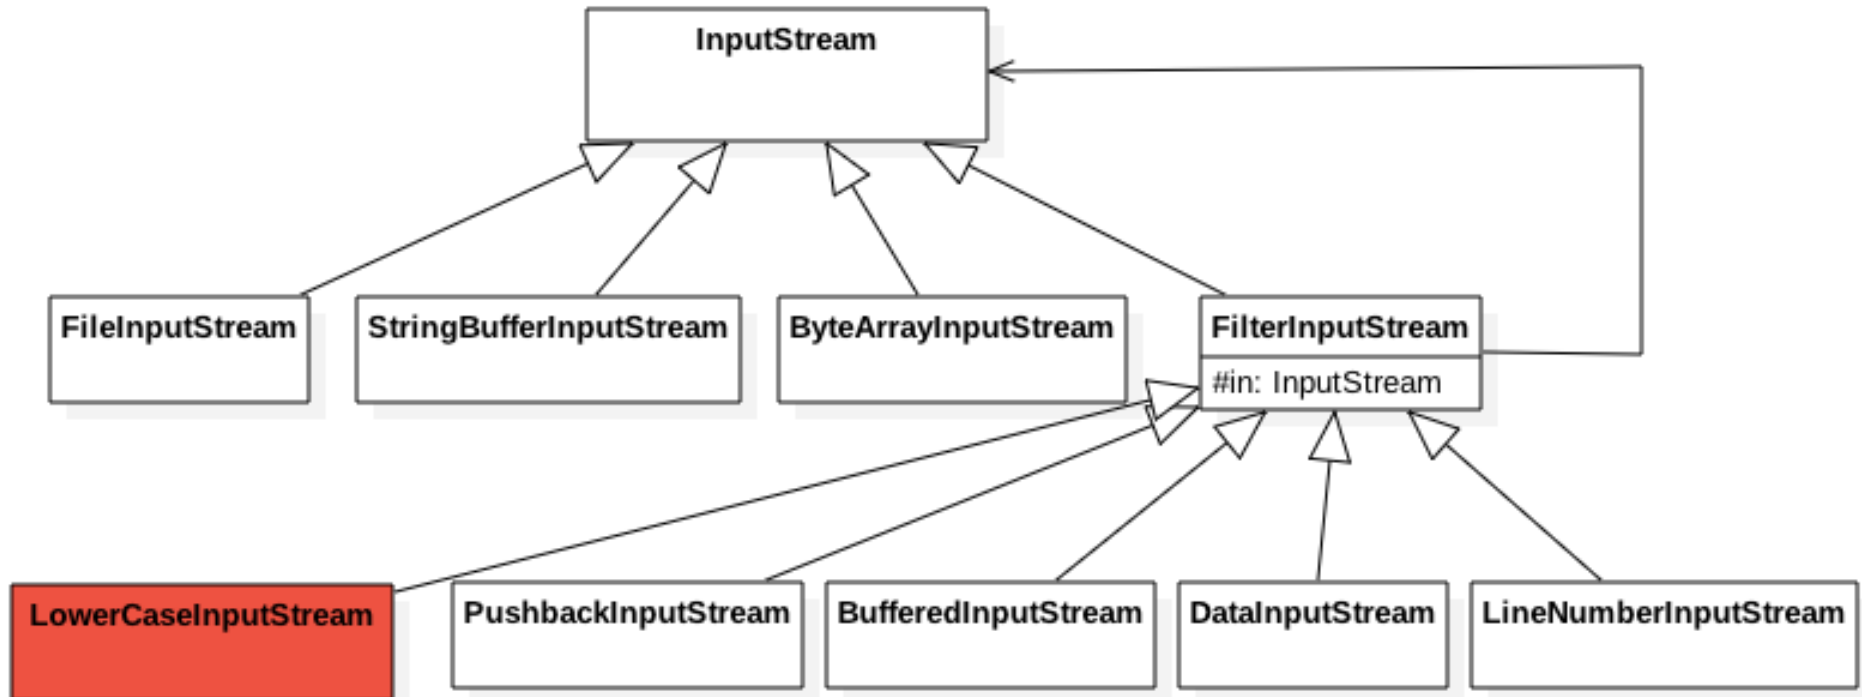 InputStream
FileInputStream
StringBufferInputStream
ByteArrayInputStream
FilterInputStream
#in: InputStream
LowerCaseInputStream
PushbackInputStream
BufferedInputStream
DataInputStream
LineNumberInputStream